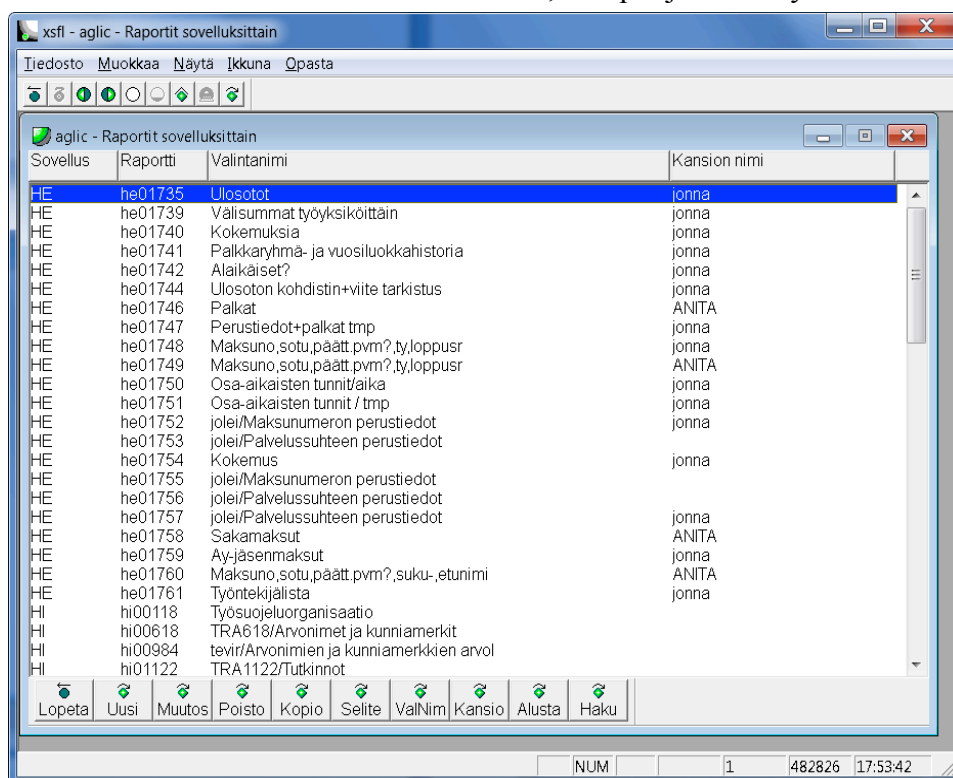 xsfl - aglic - Raportit sovelluksittain
Tiedosto Muokkaa Näytä Ikkuna Opasta
aglic - Raportit sovelluksittain
Sovellus Raportti Valintanimi Kansion nimi
HE he01735 Ulosotot jonna
HE he01739 Välisummat työyksiköittäin jonna
HE he01740 Kokemuksia jonna
HE he01741 Palkkaryhmä- ja vuosiluokkahistoria jonna
HE he01742 Alaikäiset? jonna
HE he01744 Ulosoton kohdistin+viite tarkistus jonna
HE he01746 Palkat ANITA
HE he01747 Perustiedot+palkat tmp jonna
HE he01748 Maksuno,sotu,päätt.pvm?,ty,loppusr jonna
HE he01749 Maksuno,sotu,päätt.pvm?,ty,loppusr ANITA
HE he01750 Osa-aikaisten tunnit/aika jonna
HE he01751 Osa-aikaisten tunnit / tmp jonna
HE he01752 jolei/Maksunumeron perustiedot jonna
HE he01753 jolei/Palvelussuhteen perustiedot
HE he01754 Kokemus jonna
HE he01755 jolei/Maksunumeron perustiedot
HE he01756 jolei/Palvelussuhteen perustiedot
HE he01757 jolei/Palvelussuhteen perustiedot jonna
HE he01758 Sakamaksut ANITA
HE he01759 Ay-jäsenmaksut jonna
HE he01760 Maksuno,sotu,päätt.pvm?,suku-,etunimi ANITA
HE he01761 Työntekijälista jonna
HI hi00118 Työsuojeluorganisaatio
HI hi00618 TRA618/Arvonimet ja kunniamerkit
HI hi00984 tevir/Arvonimien ja kunniamerkkien arvol
HI hi01122 TRA1122/Tutkinnot
Lopeta Uusi Muutos Poisto Kopio Selite ValNim Kansio Alusta Haku
NUM 1 482826 17:53:42